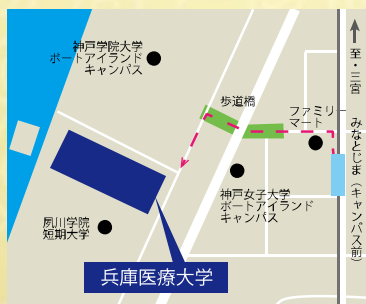 神戸学院大学
ポートアイランド
キャンパス
至・三宮
歩道橋
ファミリー
マート
みなとじま（キャンパス前）
神戸女子大学
ポートアイランド
キャンパス
夙川学院
短期大学
兵庫医療大学